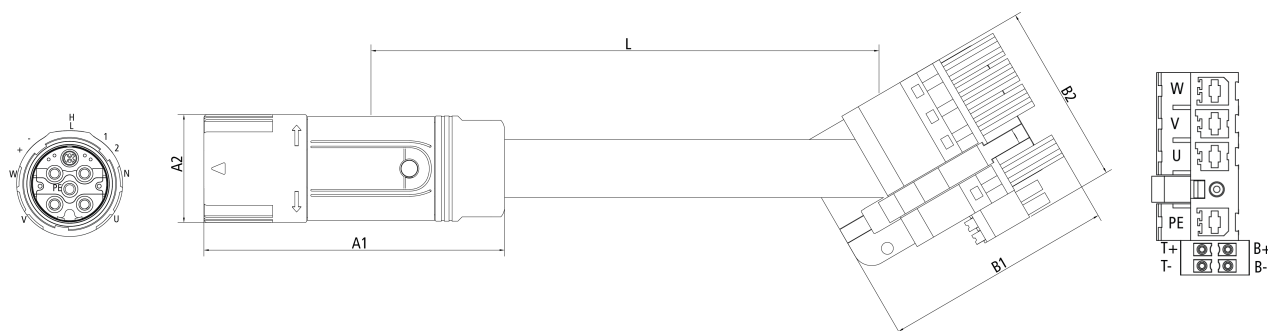 H
L
-
1
+
2
W
N
PE
V
U
A2
A1
L
B2
B1
W
V
U
PE
T+
B+
T-
B-